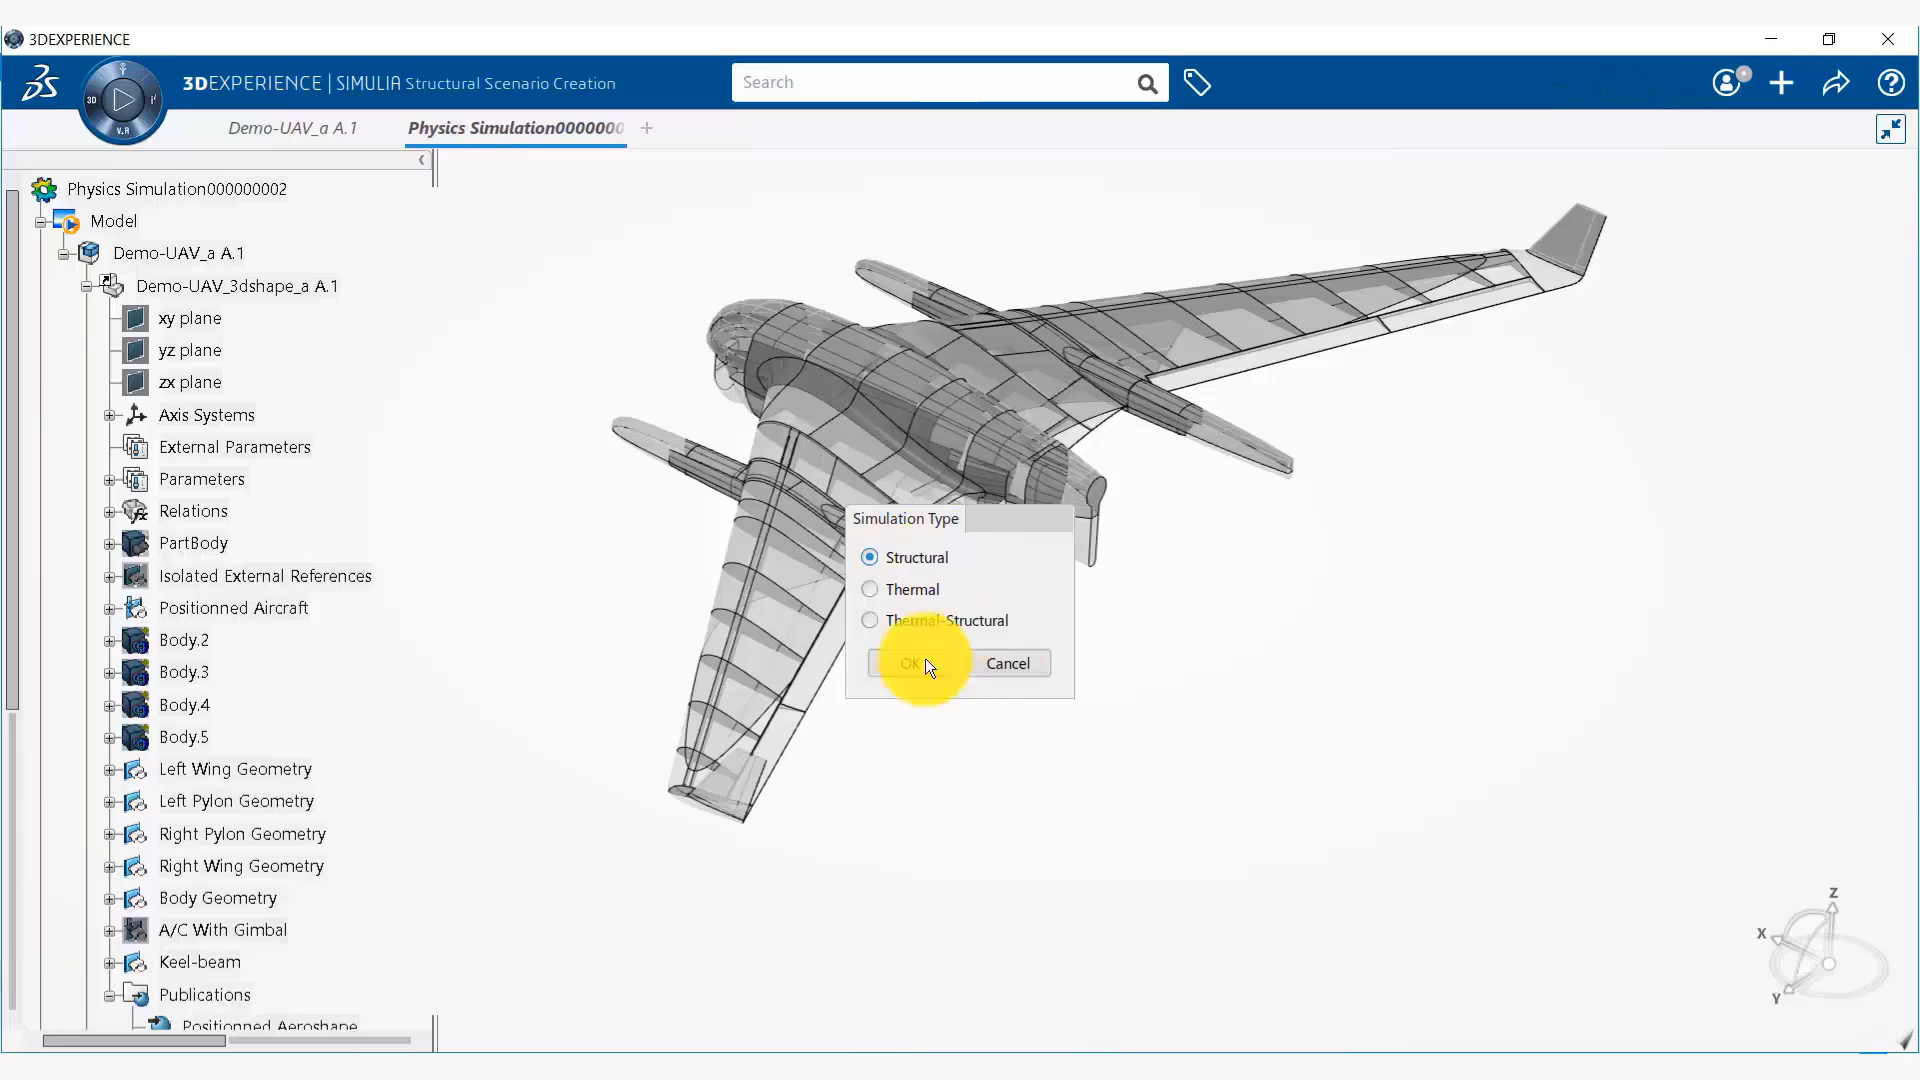 3DEXPERIENCE
3DEXPERIENCE | SIMULIA Structural Scenario Creation
Search
3D
V.R
Demo-UAV_a A.1
Physics Simulation0000000
Physics Simulation000000002
Model
Demo-UAV_a A.1
Demo-UAV_3dshape_a A.1
xy plane
yz plane
zx plane
Axis Systems
External Parameters
Parameters
Relations
PartBody
Isolated External References
Positionned Aircraft
Body.2
Body.3
Body.4
Body.5
Left Wing Geometry
Left Pylon Geometry
Right Pylon Geometry
Right Wing Geometry
Body Geometry
A/C With Gimbal
Keel-beam
Publications
Positionned Aeroshape
Simulation Type
Structural
Thermal
Thermal-Structural
OK
Cancel
Z
X
Y